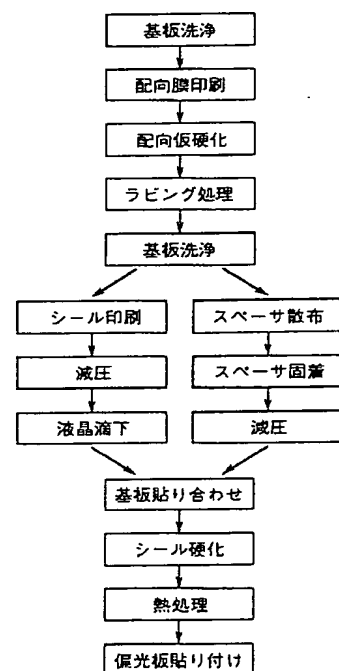 基板洗浄
配向膜印刷
配向仮硬化
ラビング処理
基板洗浄
シール印刷
減圧
液晶滴下
スペーサ散布
スペーサ固着
減圧
基板貼り合わせ
シール硬化
熱処理
偏光板貼り付け